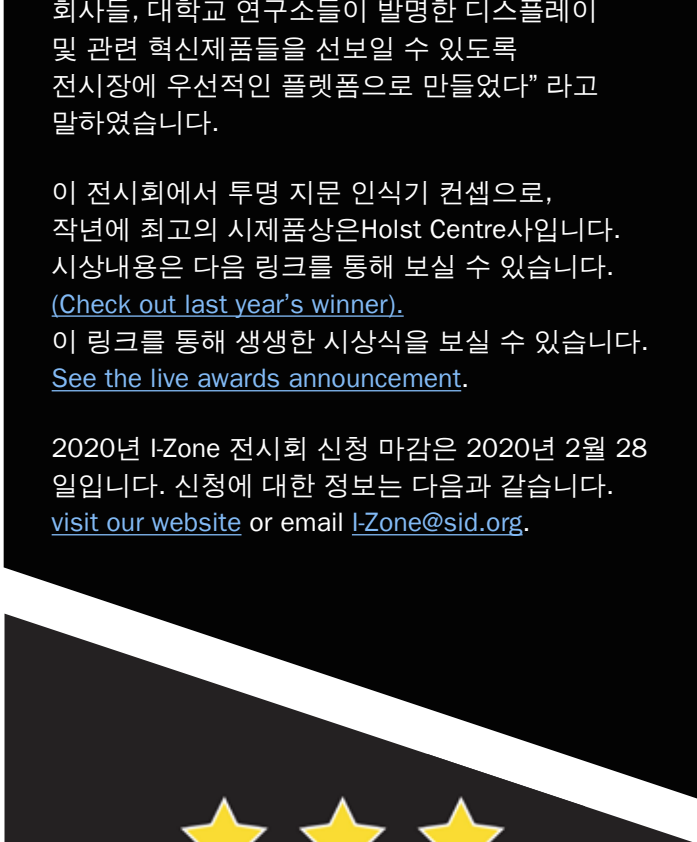 회사들, 대학교 연구소들이 발명한 디스플레이
및 관련 혁신제품들을 선보일 수 있도록
전시장에 우선적인 플렛폼으로 만들었다” 라고
말하였습니다.
이 전시회에서 투명 지문 인식기 컨셉으로,
작년에 최고의 시제품상은Holst Centre사입니다.
시상내용은 다음 링크를 통해 보실 수 있습니다.
(Check out last year’s winner).
이 링크를 통해 생생한 시상식을 보실 수 있습니다.
See the live awards announcement.
2020년 I-Zone 전시회 신청 마감은 2020년 2월 28
일입니다. 신청에 대한 정보는 다음과 같습니다.
visit our website or email I-Zone@sid.org.